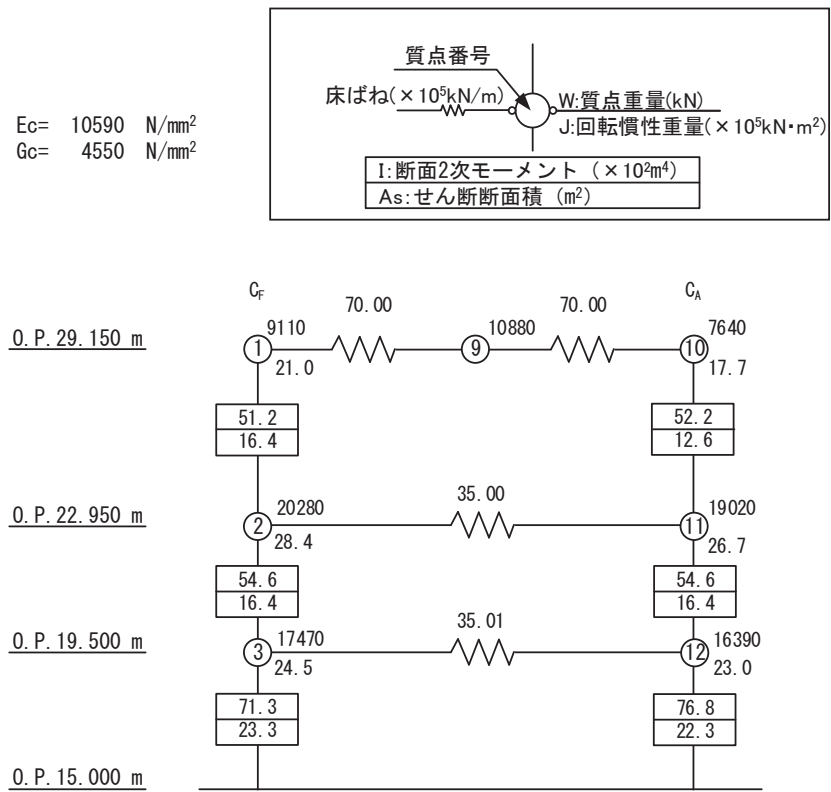 Ec= 10590 N/mm²
Gc= 4550 N/mm²
質点番号
床ばね(×10⁵kN/m)
W:質点重量(kN)
J:回転慣性重量(×10⁵kN・m²)
I:断面2次モーメント (×10²m⁴)
As:せん断断面積 (m²)
C_F
C_A
O.P.29.150 m
1
9110
21.0
70.00
9
10880
70.00
10
7640
17.7
51.2
16.4
52.2
12.6
O.P.22.950 m
2
20280
28.4
35.00
11
19020
26.7
54.6
16.4
54.6
16.4
O.P.19.500 m
3
17470
24.5
35.01
12
16390
23.0
71.3
23.3
76.8
22.3
O.P.15.000 m